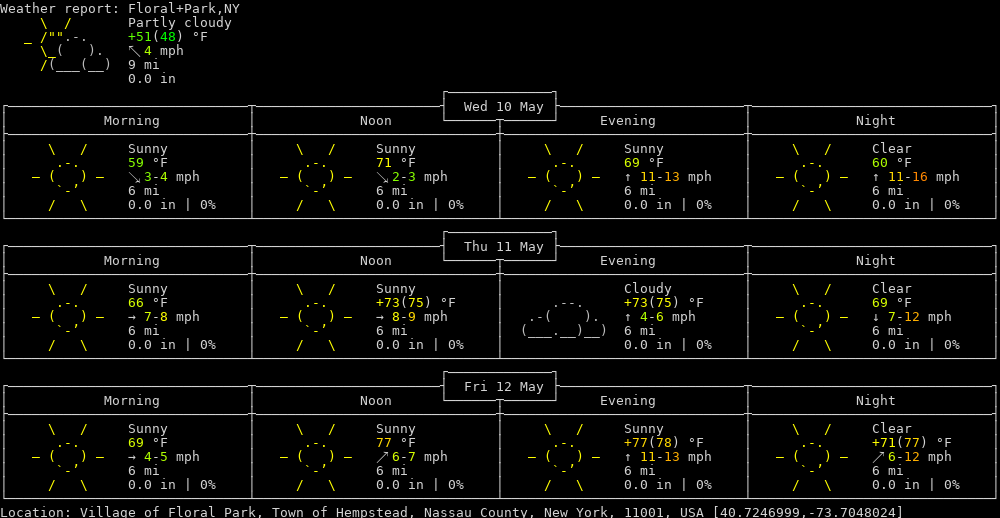 Weather report: Floral+Park,NY
Partly cloudy
+51(48) °F
↖ 4 mph
9 mi
0.0 in
Wed 10 May
Morning Noon Evening Night
Sunny Sunny Sunny Clear
59 °F 71 °F 69 °F 60 °F
↘ 3-4 mph ↘ 2-3 mph ↑ 11-13 mph ↑ 11-16 mph
6 mi 6 mi 6 mi 6 mi
0.0 in | 0% 0.0 in | 0% 0.0 in | 0% 0.0 in | 0%
Thu 11 May
Morning Noon Evening Night
Sunny Sunny Cloudy Clear
66 °F +73(75) °F +73(75) °F 69 °F
→ 7-8 mph → 8-9 mph ↑ 4-6 mph ↓ 7-12 mph
6 mi 6 mi 6 mi 6 mi
0.0 in | 0% 0.0 in | 0% 0.0 in | 0% 0.0 in | 0%
Fri 12 May
Morning Noon Evening Night
Sunny Sunny Sunny Clear
69 °F 77 °F +77(78) °F +71(77) °F
→ 4-5 mph ↗ 6-7 mph ↑ 11-13 mph ↗ 6-12 mph
6 mi 6 mi 6 mi 6 mi
0.0 in | 0% 0.0 in | 0% 0.0 in | 0% 0.0 in | 0%
Location: Village of Floral Park, Town of Hempstead, Nassau County, New York, 11001, USA [40.7246999,-73.7048024]